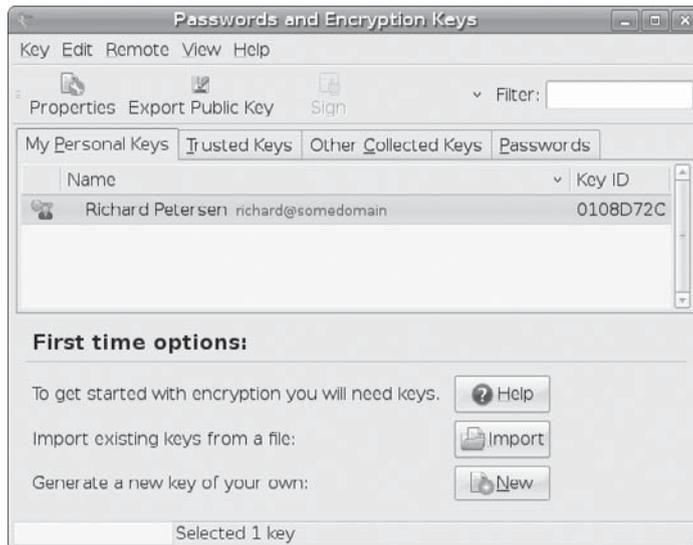 Passwords and Encryption Keys
Key Edit Remote View Help
Properties Export Public Key Sign Filter:
My Personal Keys Trusted Keys Other Collected Keys Passwords
Name Key ID
Richard Petersen richard@somedomain 0108D72C
First time options:
To get started with encryption you will need keys. Help
Import existing keys from a file: Import
Generate a new key of your own: New
Selected 1 key